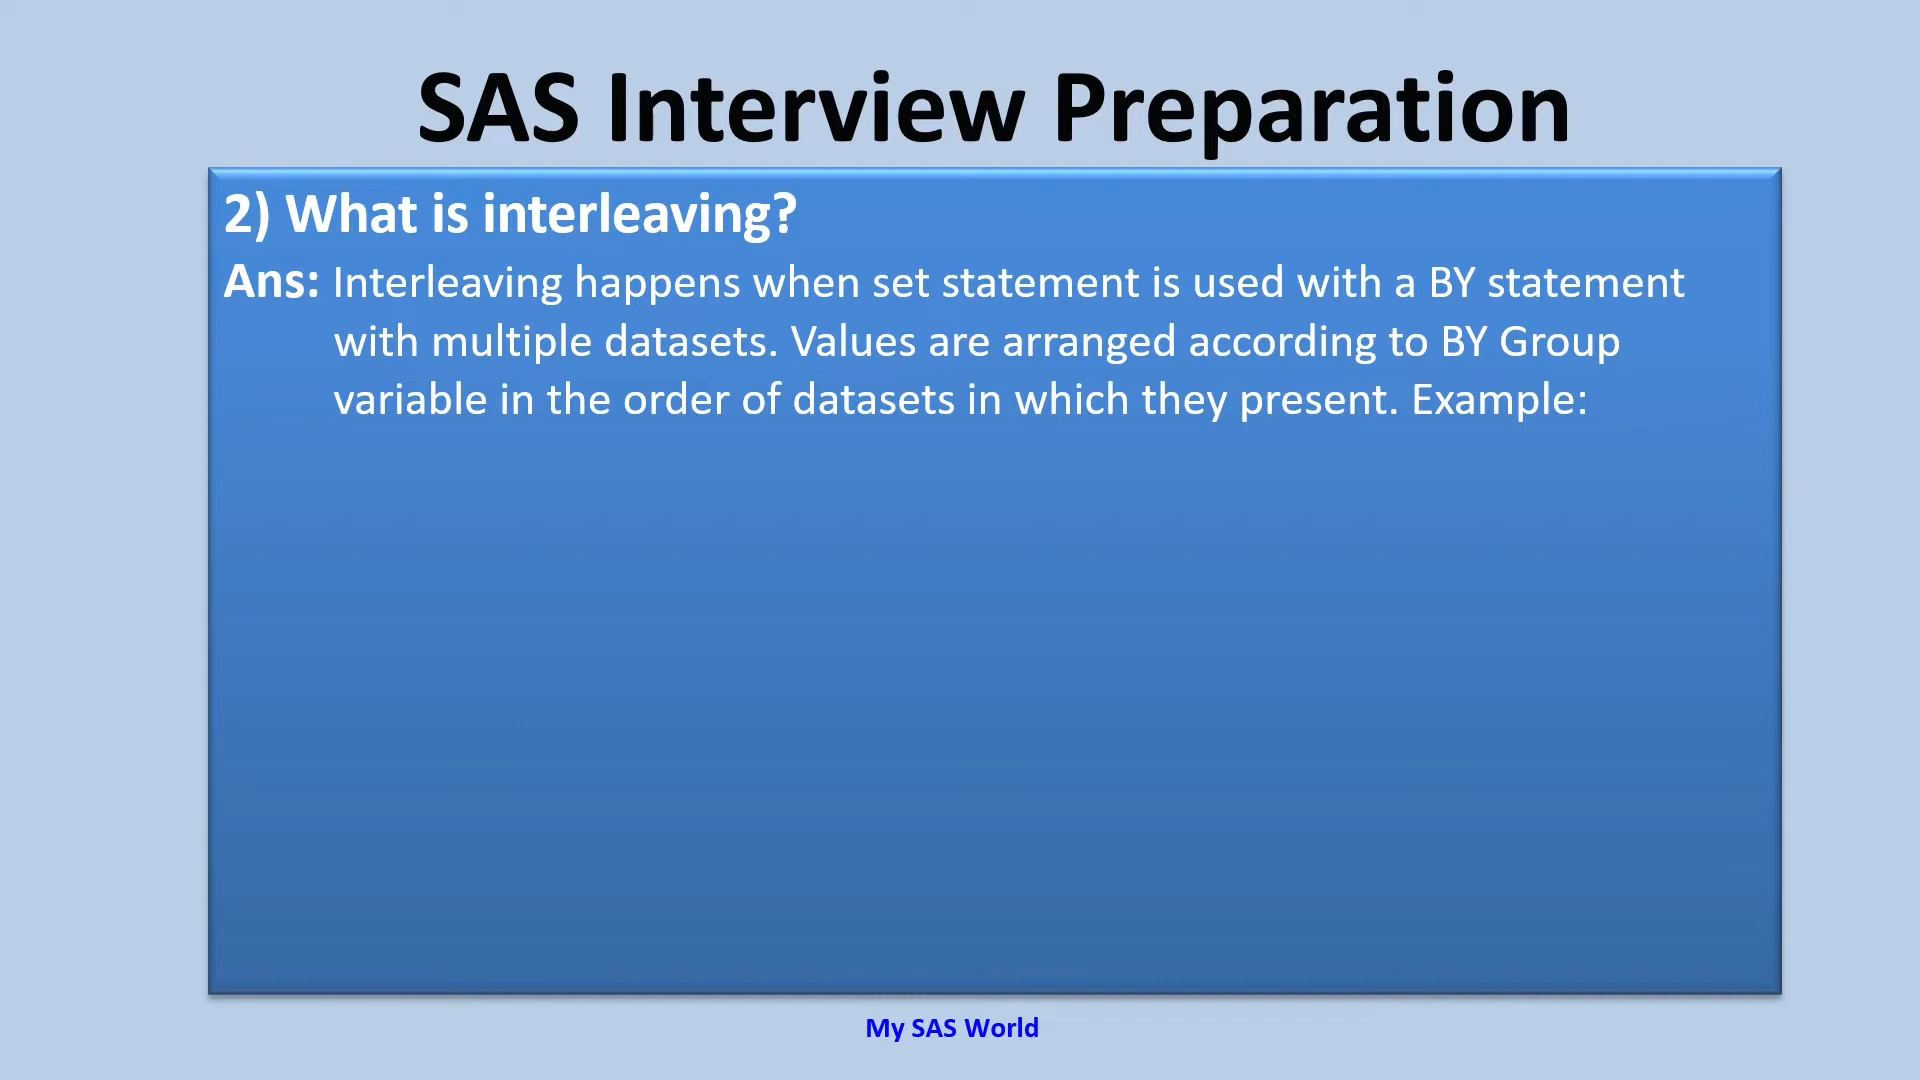 SAS Interview Preparation
2) What is interleaving?
Ans: Interleaving happens when set statement is used with a BY statement
with multiple datasets. Values are arranged according to BY Group
variable in the order of datasets in which they present. Example:
My SAS World